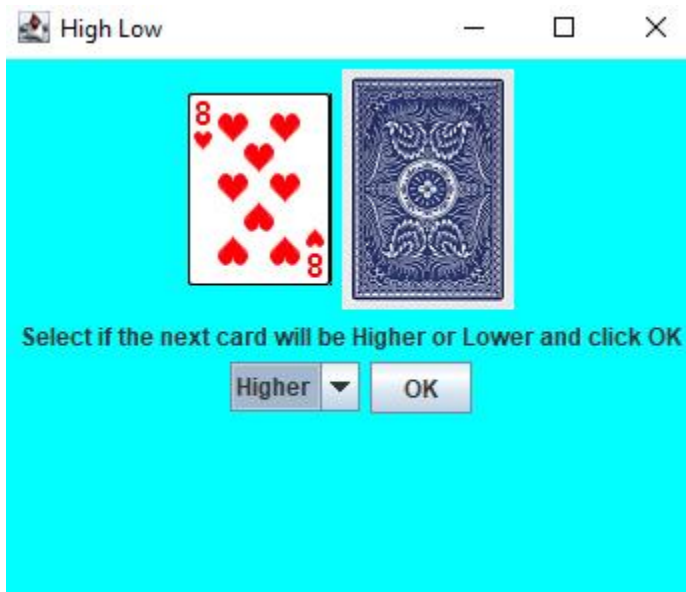 High Low
8
8
Select if the next card will be Higher or Lower and click OK
Higher OK